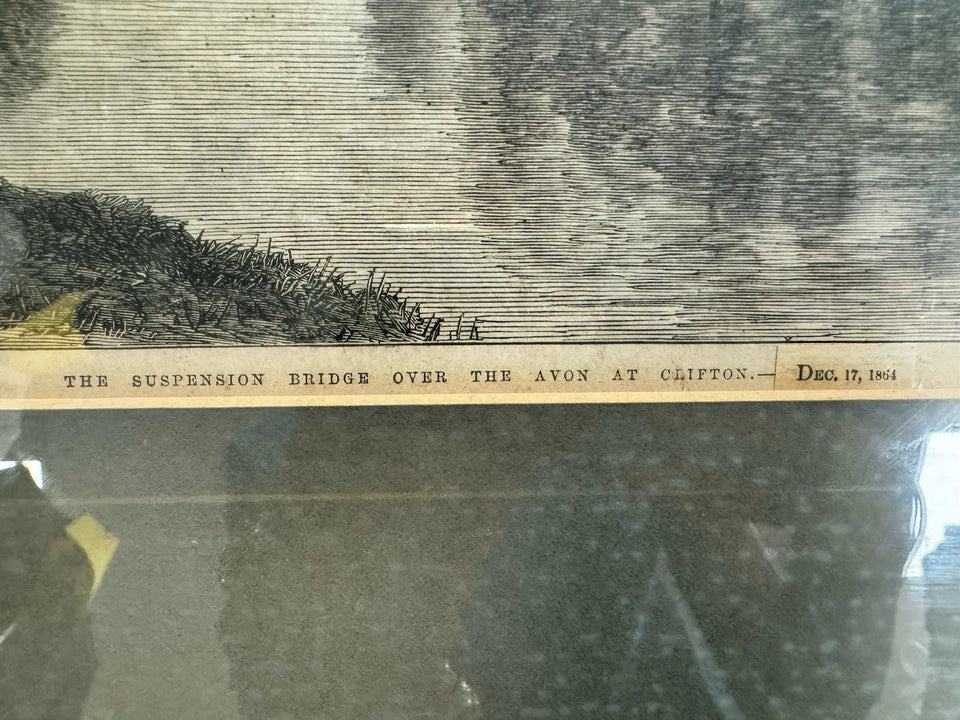 THE SUSPENSION BRIDGE OVER THE AVON AT CLIFTON.— DEC. 17, 1864